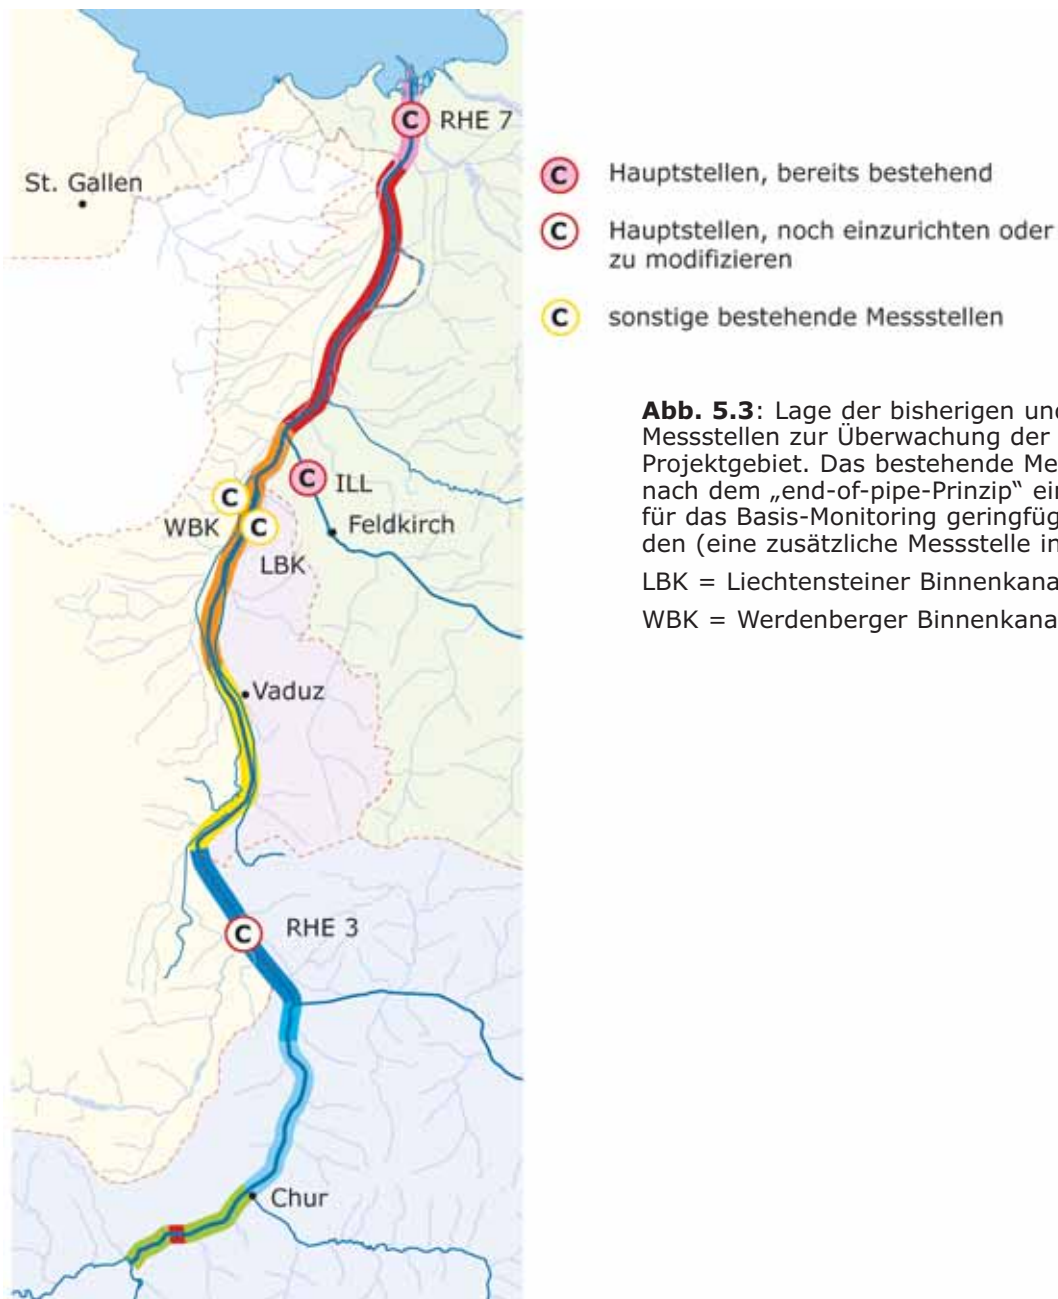 C RHE 7
St. Gallen
C Hauptstellen, bereits bestehend
C Hauptstellen, noch einzurichten oder
zu modifizieren
C sonstige bestehende Messstellen
Abb. 5.3: Lage der bisherigen und
Messstellen zur Überwachung der
Projektgebiet. Das bestehende Me
nach dem „end-of-pipe-Prinzip“ ein
für das Basis-Monitoring geringfüg
den (eine zusätzliche Messstelle in
LBK = Liechtensteiner Binnenkana
WBK = Werdenberger Binnenkana
C ILL
C
WBK
C
LBK
Feldkirch
Vaduz
C RHE 3
Chur